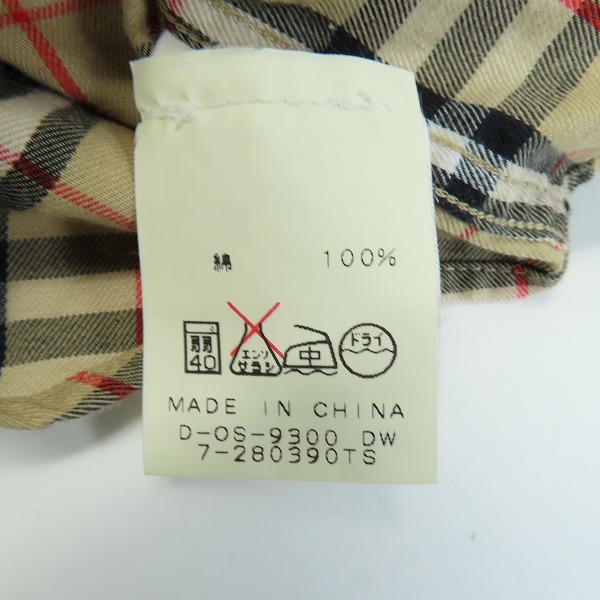 綿 100%
弱 40 エンソ サラシ 中 ドライ
MADE IN CHINA
D-OS-9300 DW
7-280390TS